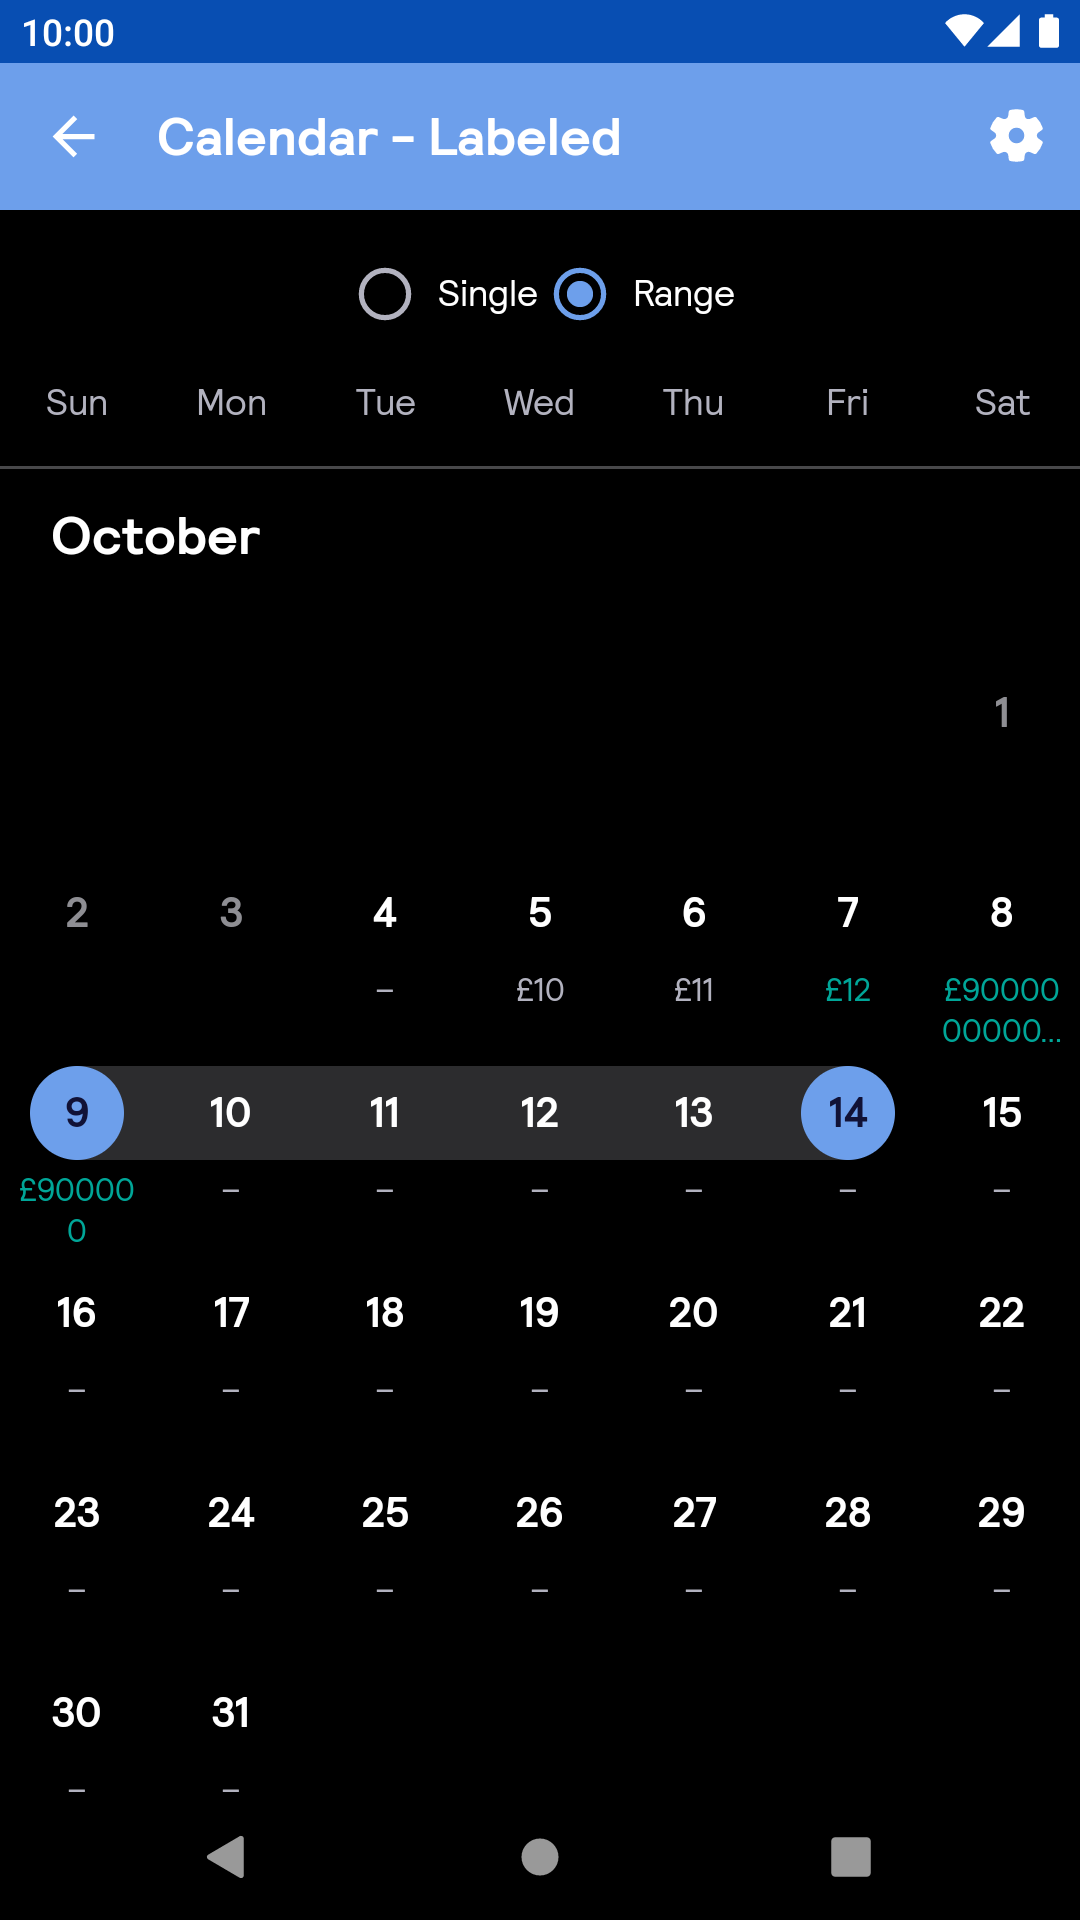 10:00
Calendar – Labeled
Single Range
Sun Mon Tue Wed Thu Fri Sat
October
1
2 3 4 5 6 7 8
– £10 £11 £12 £90000
00000...
9 10 11 12 13 14 15
£90000 – – – – – –
0
16 17 18 19 20 21 22
– – – – – – –
23 24 25 26 27 28 29
– – – – – – –
30 31
– –